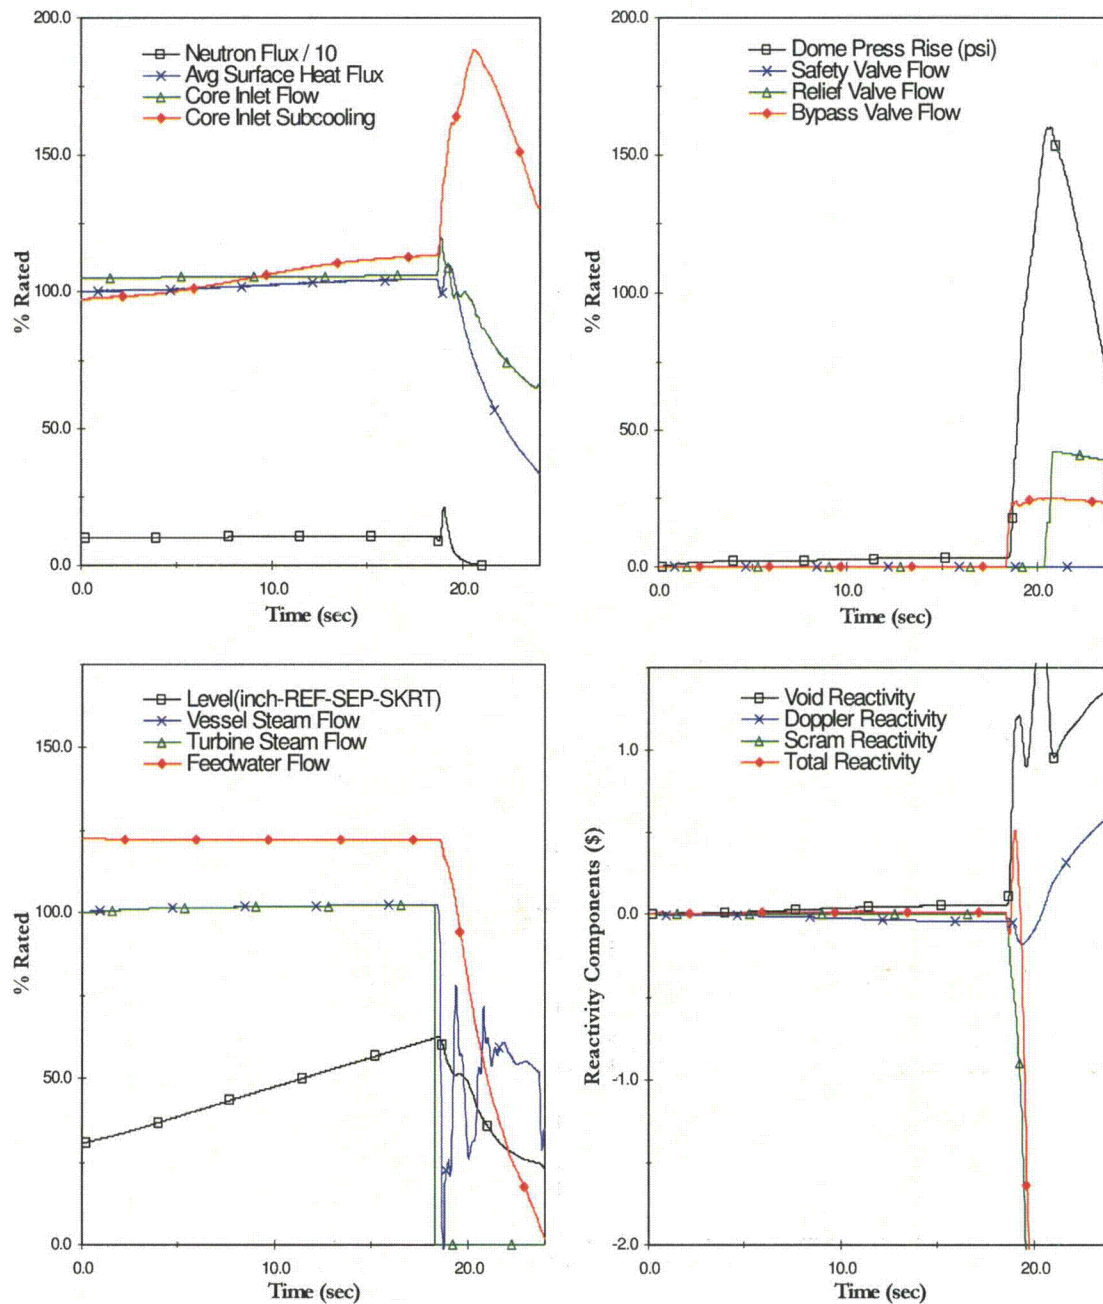 200.0
150.0
100.0
50.0
0.0
% Rated
Neutron Flux / 10
Avg Surface Heat Flux
Core Inlet Flow
Core Inlet Subcooling
0.0
10.0
20.0
Time (sec)
200.0
150.0
100.0
50.0
0.0
% Rated
Dome Press Rise (psi)
Safety Valve Flow
Relief Valve Flow
Bypass Valve Flow
0.0
10.0
20.0
Time (sec)
150.0
100.0
50.0
0.0
% Rated
Level(inch-REF-SEP-SKRT)
Vessel Steam Flow
Turbine Steam Flow
Feedwater Flow
0.0
10.0
20.0
Time (sec)
1.0
0.0
-1.0
-2.0
Reactivity Components ($)
Void Reactivity
Doppler Reactivity
Scram Reactivity
Total Reactivity
0.0
10.0
20.0
Time (sec)